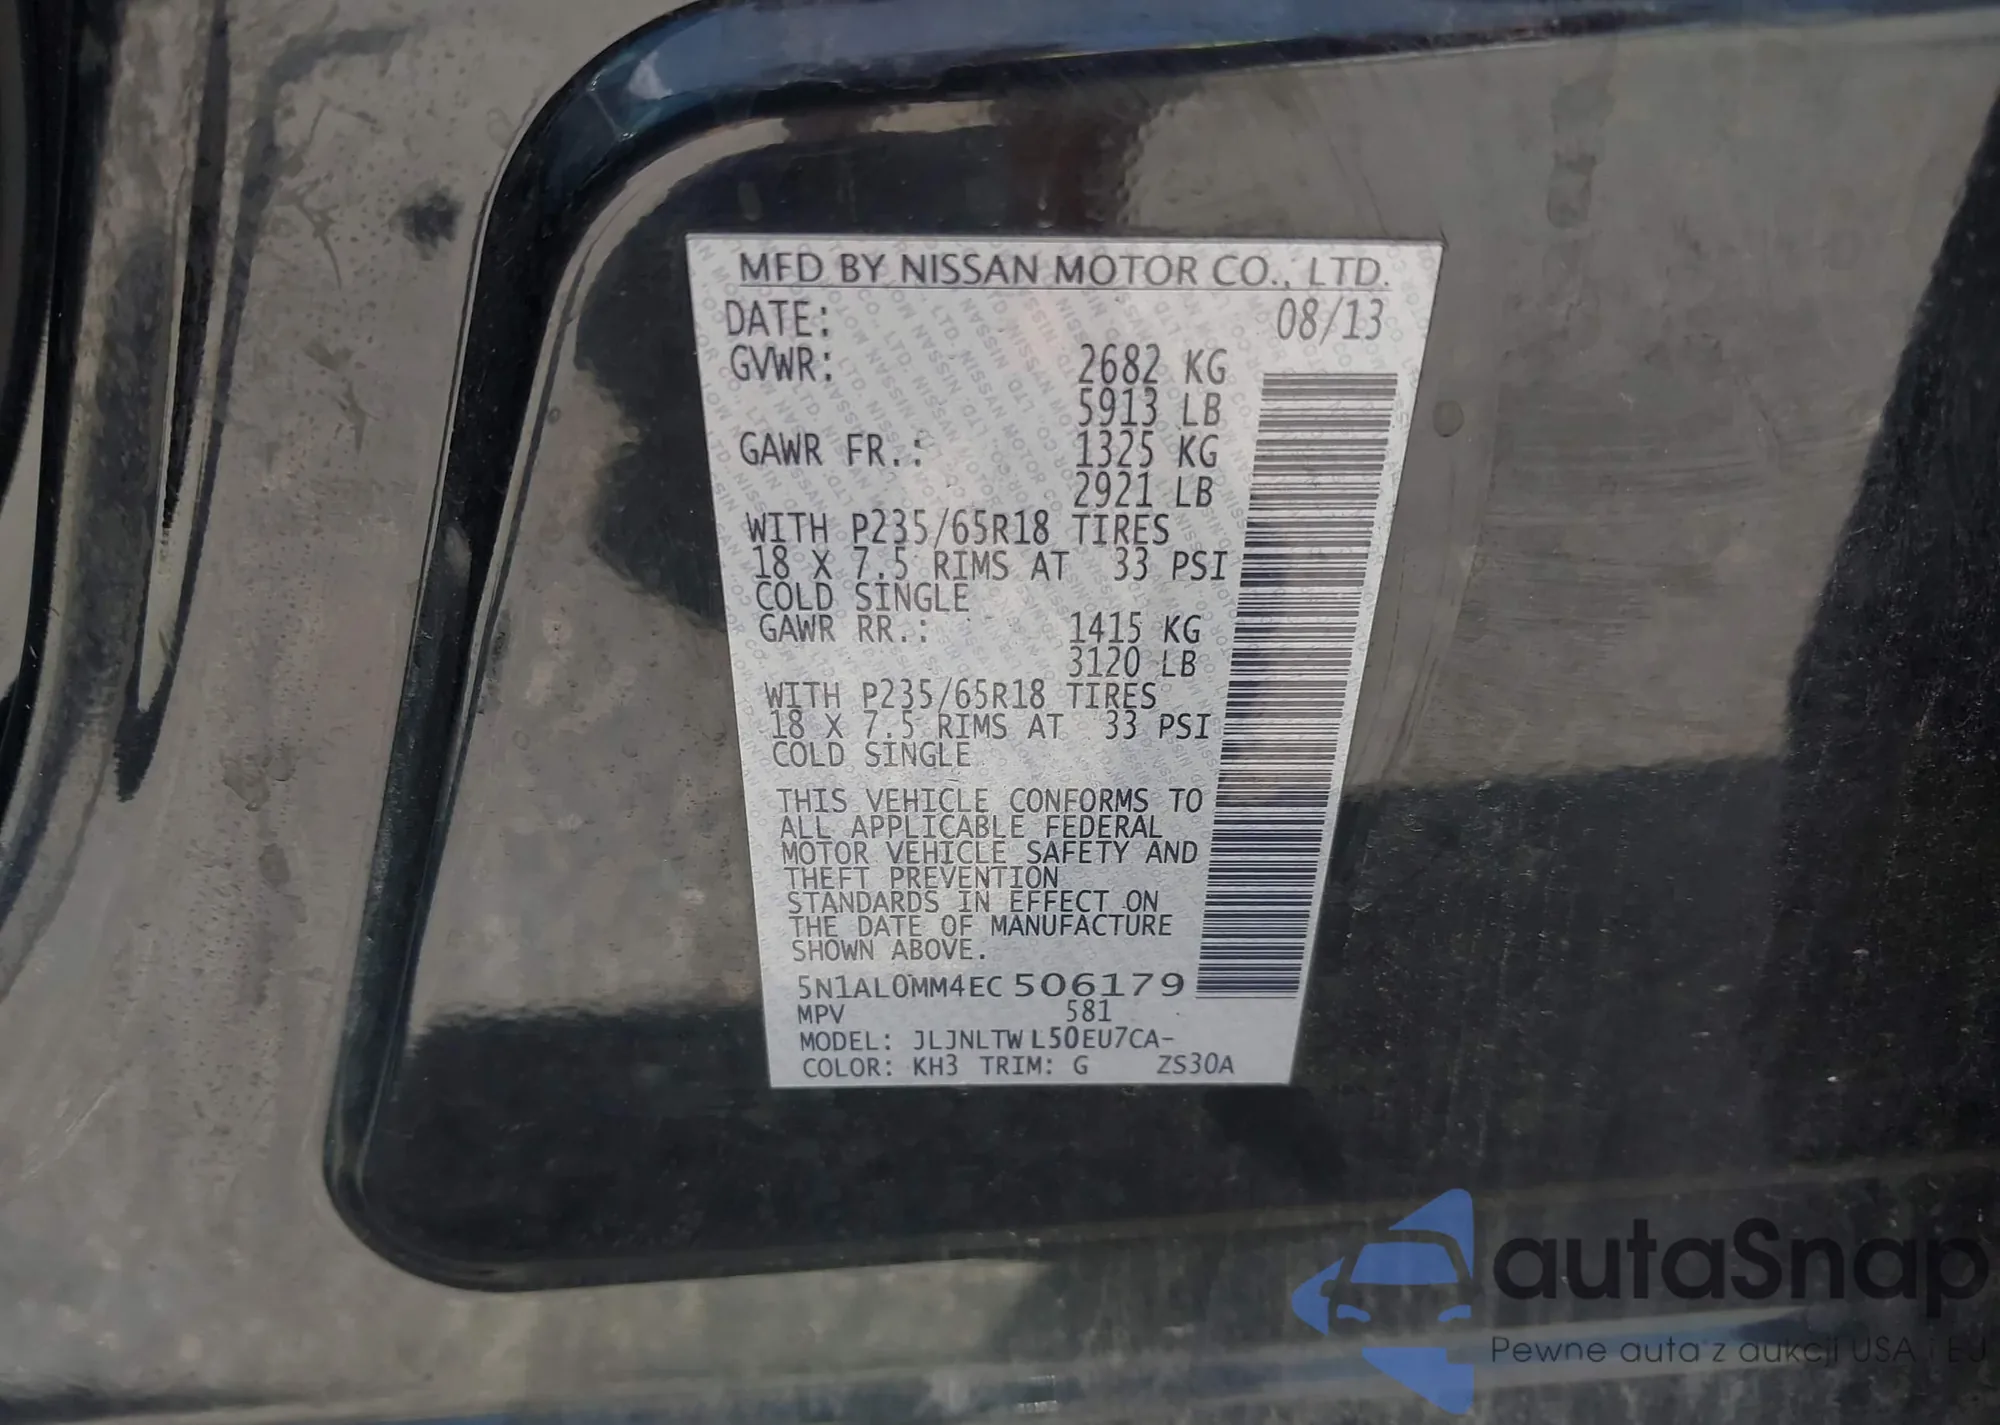 MFD BY NISSAN MOTOR CO., LTD.
DATE: 08/13
GVWR: 2682 KG
5913 LB
GAWR FR.: 1325 KG
2921 LB
WITH P235/65R18 TIRES
18 X 7.5 RIMS AT 33 PSI
COLD SINGLE
GAWR RR.: 1415 KG
3120 LB
WITH P235/65R18 TIRES
18 X 7.5 RIMS AT 33 PSI
COLD SINGLE
THIS VEHICLE CONFORMS TO
ALL APPLICABLE FEDERAL
MOTOR VEHICLE SAFETY AND
THEFT PREVENTION
STANDARDS IN EFFECT ON
THE DATE OF MANUFACTURE
SHOWN ABOVE.
5N1AL0MM4EC506179
MPV 581
MODEL: JLJNLTWL50EU7CA-
COLOR: KH3 TRIM: G ZS30A
autaSnap
Pewne auta z aukcji USA i EU